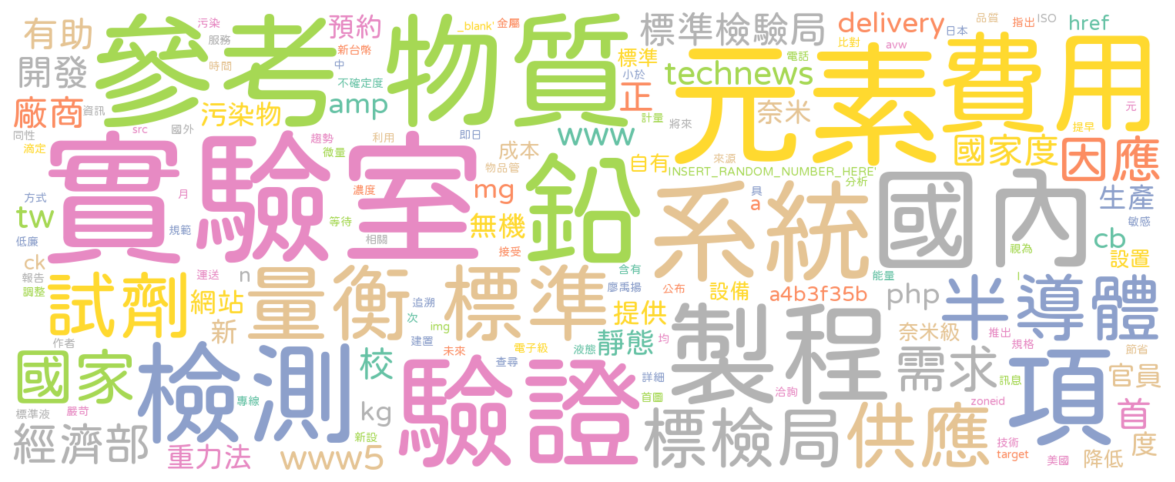 污染 _blank' 金屬 品質 指出 ISO
有助 服務 預約 標準檢驗局 delivery 日本 href
參考物質 新台幣 比對 avw
時間 中 標準 電話
開發 不確定度 小於 technews 元素費用
廠商 資訊 污染物 amp 正 計量 奈米 元
同性 src 國外 趨勢 利用 即日 www 將來 提早
滴定 微量 成本 自有 來源 國家度 因應
實驗室 物品管 鉛 INSERT_RANDOM_NUMBER_HERE'
方式 月 濃度 mg 具 分析 生產
tw 規範 等待 無機 a 系統 國內 敏感
低廉 相關 接受 cb
ck n 運送 含有 公布 能量 視為 設置
報告 試劑 網站 量衡 追溯 標準 廖禹揚 設備 a4b3f35b php l 半導體
調整 新 次 img 提供 製程 奈米級 推出
作者 建置 電子級 靜態 均 規格
國家 檢測 校 未來 液態 需求 節省
查尋 驗證 詳細 洽詢 訊息 項 官員
標準液 嚴苛 專線 kg 首圖 zoneid 首
經濟部 新設 標檢局 供應 技術 度
重力法 www5 target 美國 降低